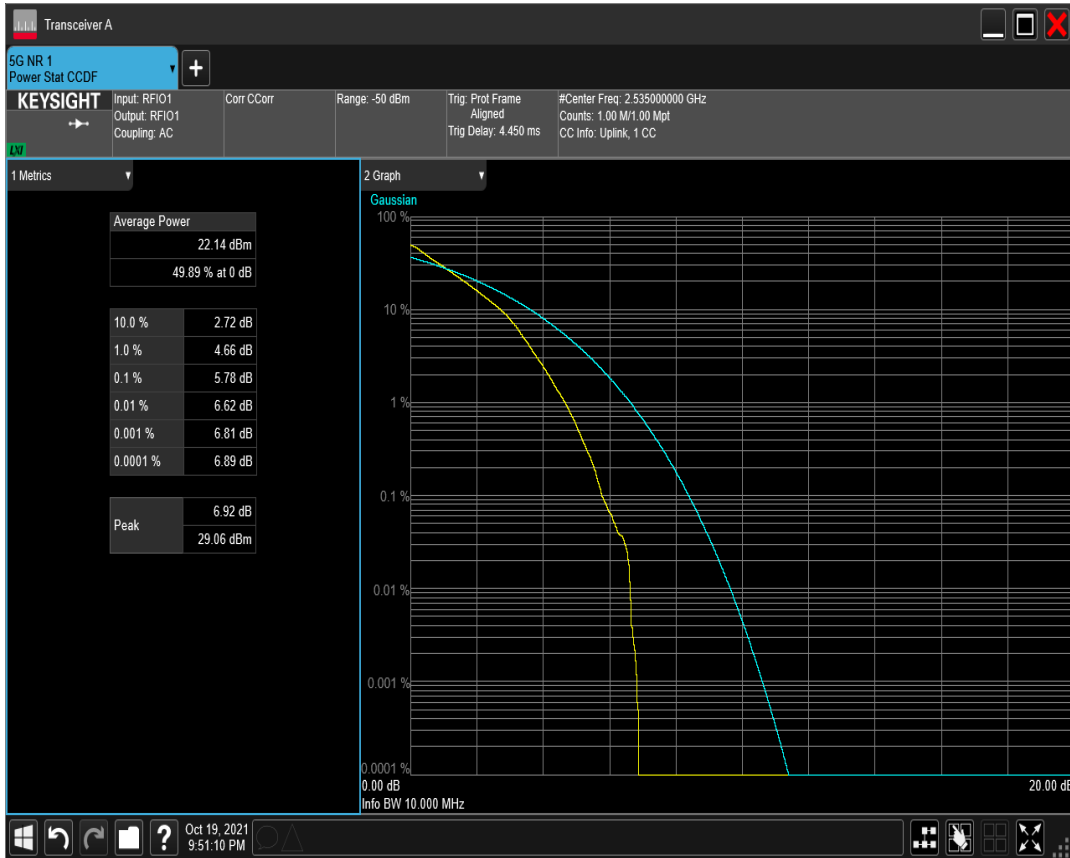 Transceiver A
5G NR 1
Power Stat CCDF
+
KEYSIGHT
LXI
Input: RFIO1
Output: RFIO1
Coupling: AC
Corr CCorr
Range: -50 dBm
Trig: Prot Frame
Aligned
Trig Delay: 4.450 ms
#Center Freq: 2.535000000 GHz
Counts: 1.00 M/1.00 Mpt
CC Info: Uplink, 1 CC
1 Metrics
Average Power
22.14 dBm
49.89 % at 0 dB
10.0 % 2.72 dB
1.0 % 4.66 dB
0.1 % 5.78 dB
0.01 % 6.62 dB
0.001 % 6.81 dB
0.0001 % 6.89 dB
Peak 6.92 dB
29.06 dBm
2 Graph
Gaussian
100 %
10 %
1 %
0.1 %
0.01 %
0.001 %
0.0001 %
0.00 dB 20.00 dB
Info BW 10.000 MHz
?
Oct 19, 2021
9:51:10 PM